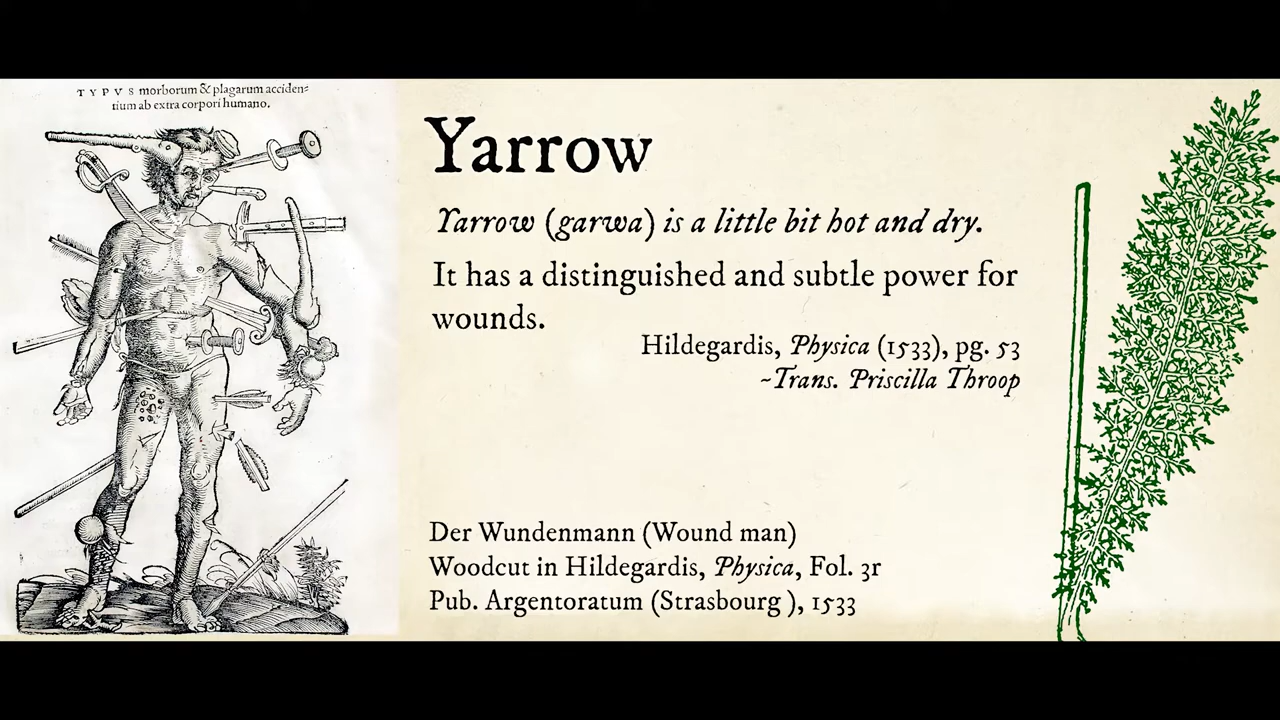 TYPVS morborum & plagarum acciden=
tium ab extra corpori humano.
Yarrow
Yarrow (garwa) is a little bit hot and dry.
It has a distinguished and subtle power for
wounds.
Hildegardis, Physica (1533), pg. 53
~Trans. Priscilla Throop
Der Wundenmann (Wound man)
Woodcut in Hildegardis, Physica, Fol. 3r
Pub. Argentoratum (Strasbourg ), 1533